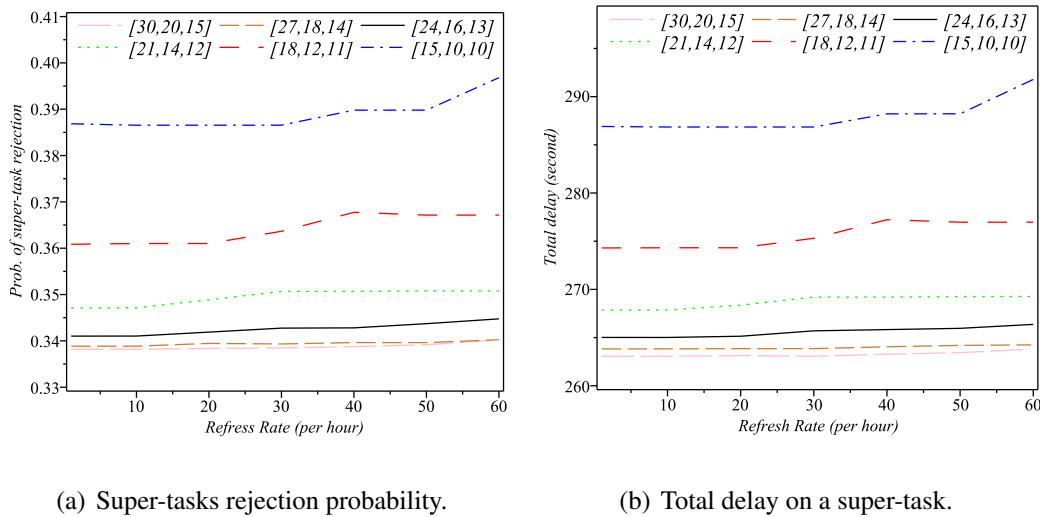 [30,20,15] [27,18,14] [24,16,13]
[21,14,12] [18,12,11] [15,10,10]
0.41
0.40
0.39
0.38
0.37
0.36
0.35
0.34
0.33
Prob. of super-task rejection
10 20 30 40 50 60
Refress Rate (per hour)
[30,20,15] [27,18,14] [24,16,13]
[21,14,12] [18,12,11] [15,10,10]
290
280
270
260
Total delay (second)
10 20 30 40 50 60
Refresh Rate (per hour)
(a) Super-tasks rejection probability.
(b) Total delay on a super-task.